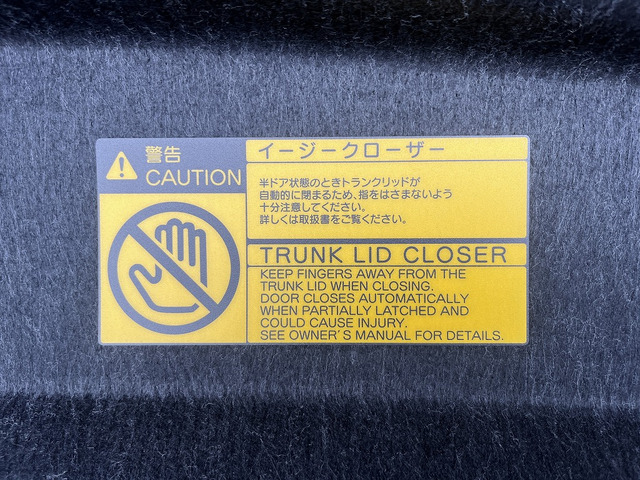 警告
CAUTION
イージークローザー
半ドア状態のときトランクリッドが
自動的に閉まるため、指をはさまないよう
十分注意してください。
詳しくは取扱書をご覧ください。
TRUNK LID CLOSER
KEEP FINGERS AWAY FROM THE
TRUNK LID WHEN CLOSING.
DOOR CLOSES AUTOMATICALLY
WHEN PARTIALLY LATCHED AND
COULD CAUSE INJURY.
SEE OWNER'S MANUAL FOR DETAILS.